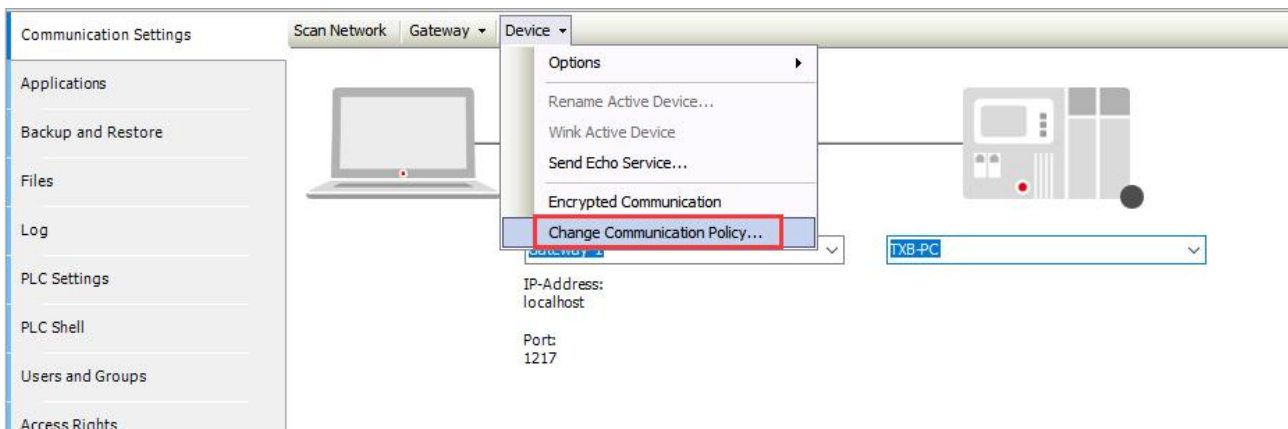 Communication Settings
Scan Network Gateway Device
Applications
Backup and Restore
Files
Log
PLC Settings
PLC Shell
Users and Groups
Access Rights
Options
Rename Active Device...
Wink Active Device
Send Echo Service...
Encrypted Communication
Change Communication Policy...
Gateway-1
TXB-PC
IP-Address:
localhost
Port:
1217